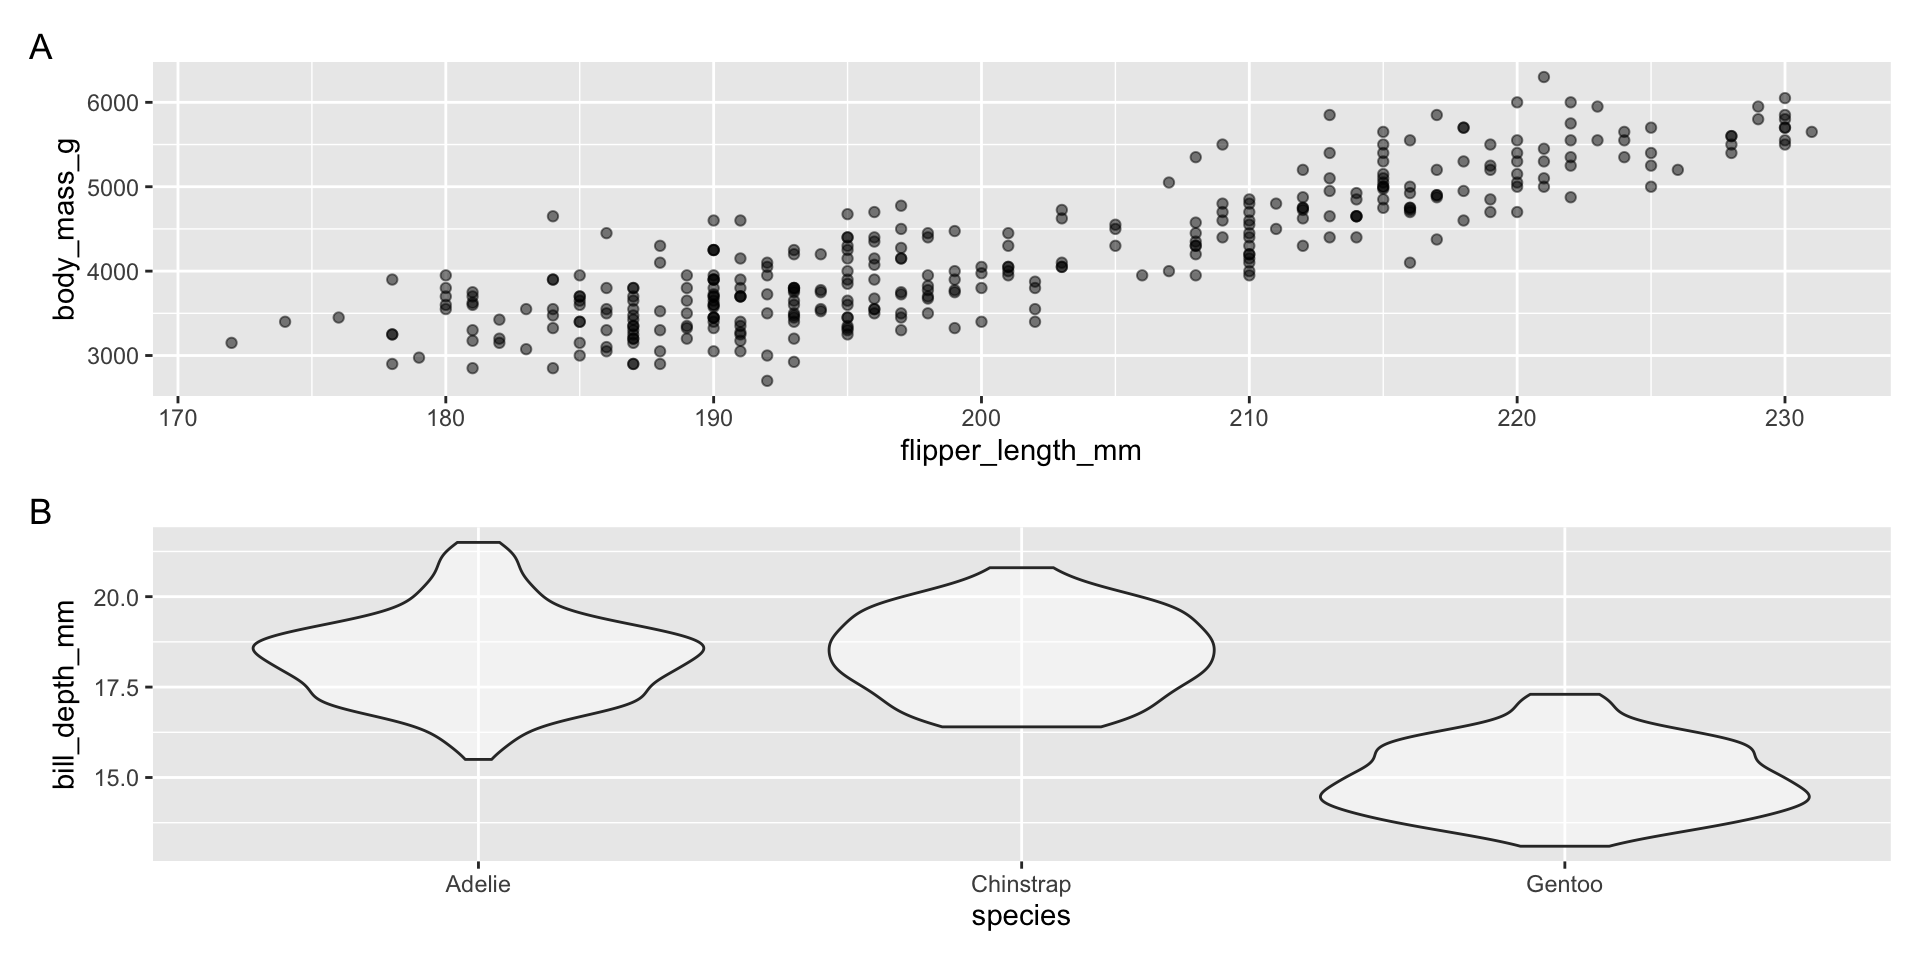 A
6000
5000
4000
3000
body_mass_g
170 180 190 200 210 220 230
flipper_length_mm
B
20.0
17.5
15.0
bill_depth_mm
Adelie Chinstrap Gentoo
species